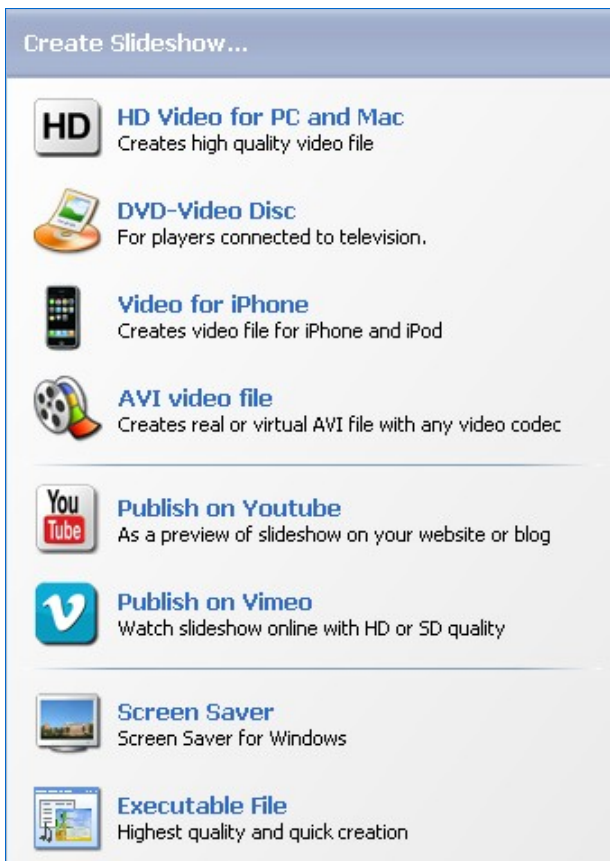 Create Slideshow...
HD
HD Video for PC and Mac
Creates high quality video file
DVD-Video Disc
For players connected to television.
Video for iPhone
Creates video file for iPhone and iPod
AVI video file
Creates real or virtual AVI file with any video codec
You
Tube
Publish on Youtube
As a preview of slideshow on your website or blog
Publish on Vimeo
Watch slideshow online with HD or SD quality
Screen Saver
Screen Saver for Windows
Executable File
Highest quality and quick creation